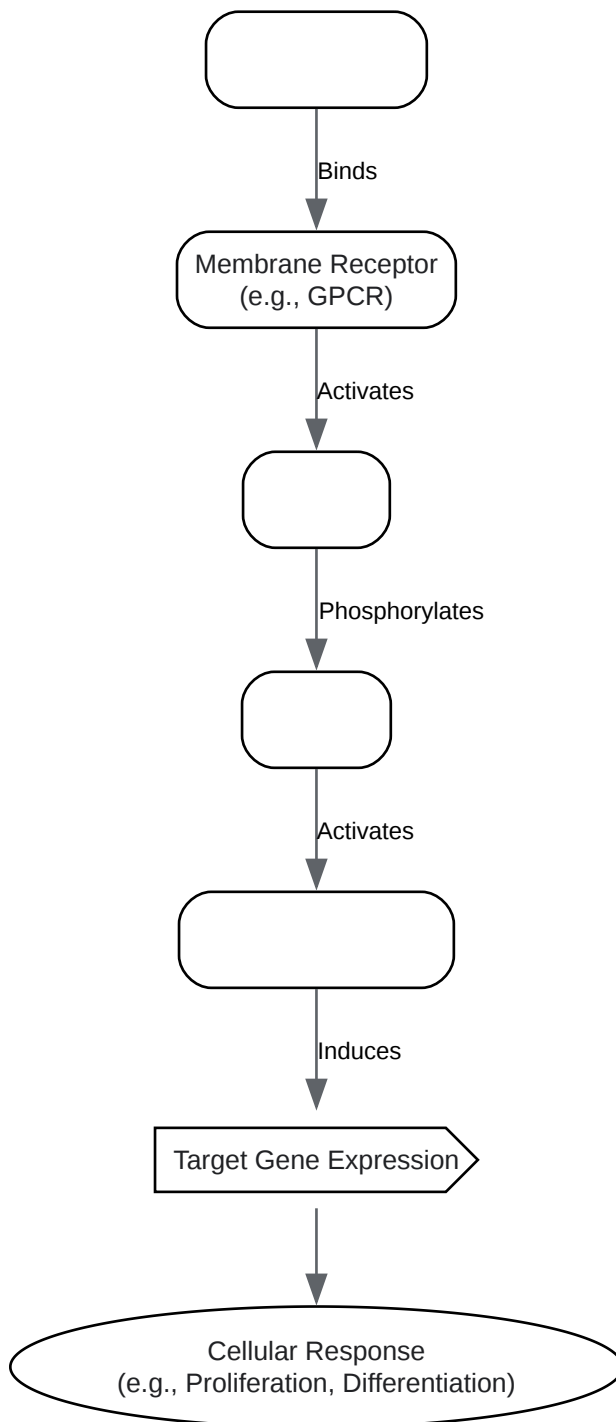 Binds
Membrane Receptor
(e.g., GPCR)
Activates
Phosphorylates
Activates
Induces
Target Gene Expression
Cellular Response
(e.g., Proliferation, Differentiation)